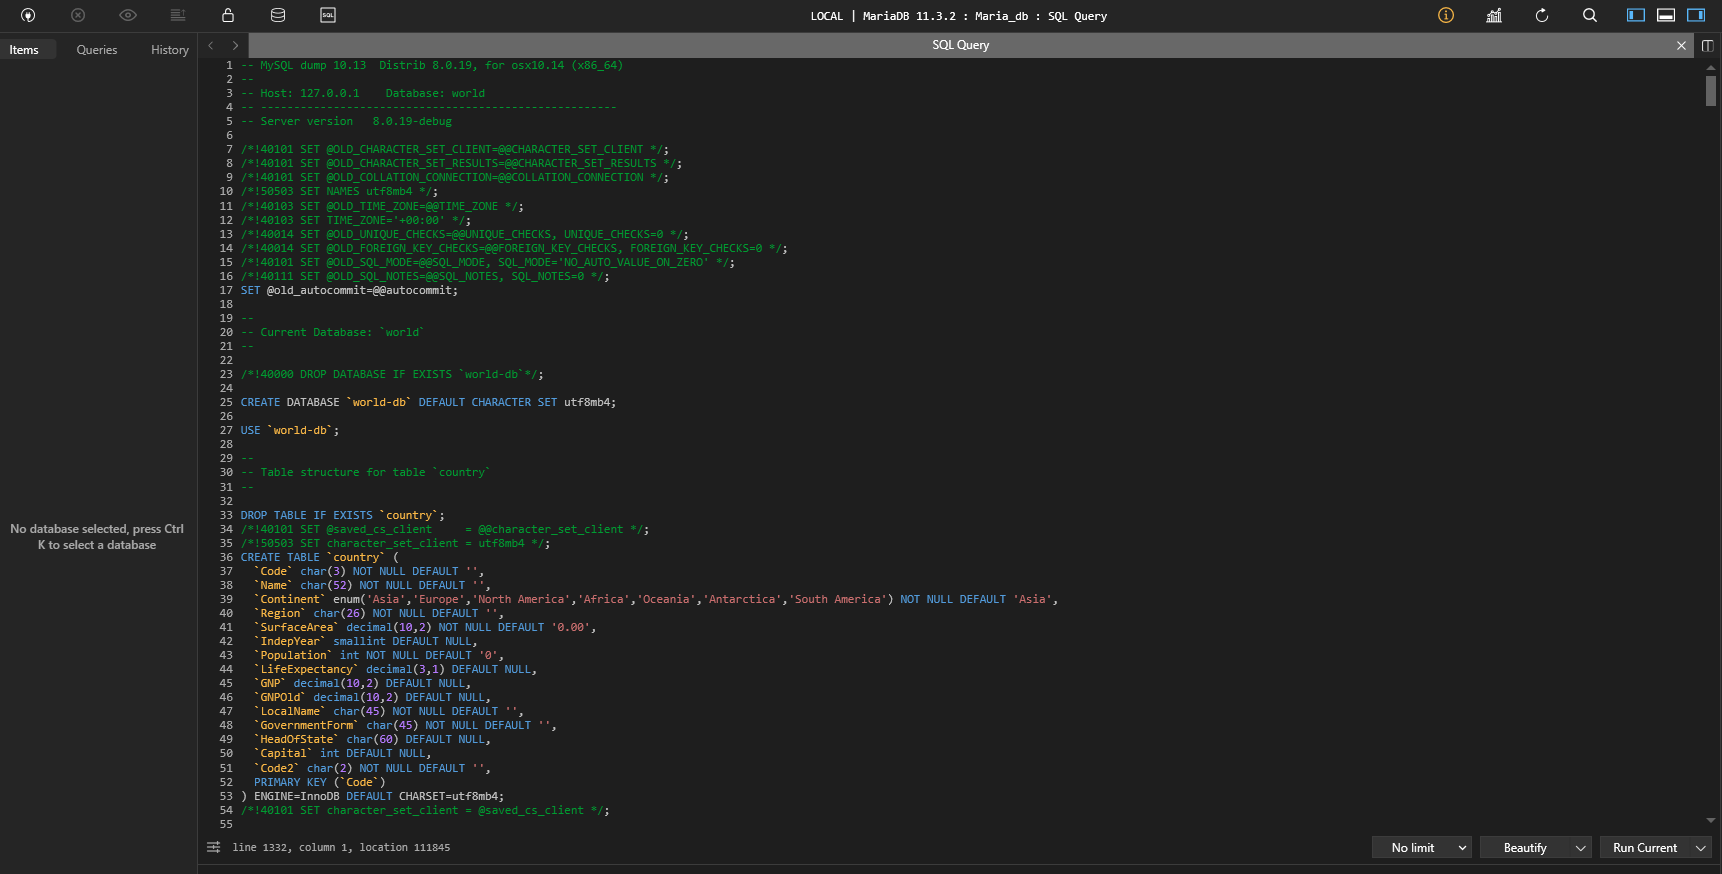 SQL
LOCAL | MariaDB 11.3.2 : Maria_db : SQL Query
Items Queries History
SQL Query
1 -- MySQL dump 10.13  Distrib 8.0.19, for osx10.14 (x86_64)
2 --
3 -- Host: 127.0.0.1    Database: world
4 -- ------------------------------------------------------
5 -- Server version   8.0.19-debug
6
7 /*!40101 SET @OLD_CHARACTER_SET_CLIENT=@@CHARACTER_SET_CLIENT */;
8 /*!40101 SET @OLD_CHARACTER_SET_RESULTS=@@CHARACTER_SET_RESULTS */;
9 /*!40101 SET @OLD_COLLATION_CONNECTION=@@COLLATION_CONNECTION */;
10 /*!50503 SET NAMES utf8mb4 */;
11 /*!40103 SET @OLD_TIME_ZONE=@@TIME_ZONE */;
12 /*!40103 SET TIME_ZONE='+00:00' */;
13 /*!40014 SET @OLD_UNIQUE_CHECKS=@@UNIQUE_CHECKS, UNIQUE_CHECKS=0 */;
14 /*!40014 SET @OLD_FOREIGN_KEY_CHECKS=@@FOREIGN_KEY_CHECKS, FOREIGN_KEY_CHECKS=0 */;
15 /*!40101 SET @OLD_SQL_MODE=@@SQL_MODE, SQL_MODE='NO_AUTO_VALUE_ON_ZERO' */;
16 /*!40111 SET @OLD_SQL_NOTES=@@SQL_NOTES, SQL_NOTES=0 */;
17 SET @old_autocommit=@@autocommit;
18
19 --
20 -- Current Database: `world`
21 --
22
23 /*!40000 DROP DATABASE IF EXISTS `world-db`*/;
24
25 CREATE DATABASE `world-db` DEFAULT CHARACTER SET utf8mb4;
26
27 USE `world-db`;
28
29 --
30 -- Table structure for table `country`
31 --
32
33 DROP TABLE IF EXISTS `country`;
34 /*!40101 SET @saved_cs_client     = @@character_set_client */;
35 /*!50503 SET character_set_client = utf8mb4 */;
36 CREATE TABLE `country` (
37   `Code` char(3) NOT NULL DEFAULT '',
38   `Name` char(52) NOT NULL DEFAULT '',
39   `Continent` enum('Asia','Europe','North America','Africa','Oceania','Antarctica','South America') NOT NULL DEFAULT 'Asia',
40   `Region` char(26) NOT NULL DEFAULT '',
41   `SurfaceArea` decimal(10,2) NOT NULL DEFAULT '0.00',
42   `IndepYear` smallint DEFAULT NULL,
43   `Population` int NOT NULL DEFAULT '0',
44   `LifeExpectancy` decimal(3,1) DEFAULT NULL,
45   `GNP` decimal(10,2) DEFAULT NULL,
46   `GNPOld` decimal(10,2) DEFAULT NULL,
47   `LocalName` char(45) NOT NULL DEFAULT '',
48   `GovernmentForm` char(45) NOT NULL DEFAULT '',
49   `HeadOfState` char(60) DEFAULT NULL,
50   `Capital` int DEFAULT NULL,
51   `Code2` char(2) NOT NULL DEFAULT '',
52   PRIMARY KEY (`Code`)
53 ) ENGINE=InnoDB DEFAULT CHARSET=utf8mb4;
54 /*!40101 SET character_set_client = @saved_cs_client */;
55
No database selected, press Ctrl
K to select a database
line 1332, column 1, location 111845
No limit Beautify Run Current